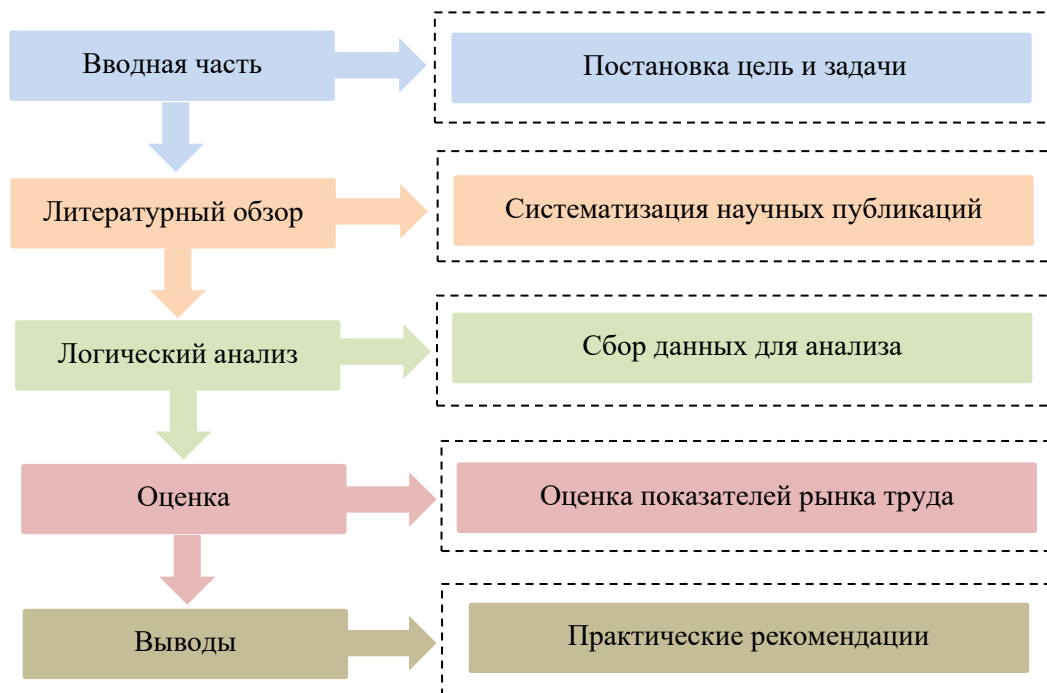 Вводная часть
Постановка цель и задачи
Литературный обзор
Систематизация научных публикаций
Логический анализ
Сбор данных для анализа
Оценка
Оценка показателей рынка труда
Выводы
Практические рекомендации